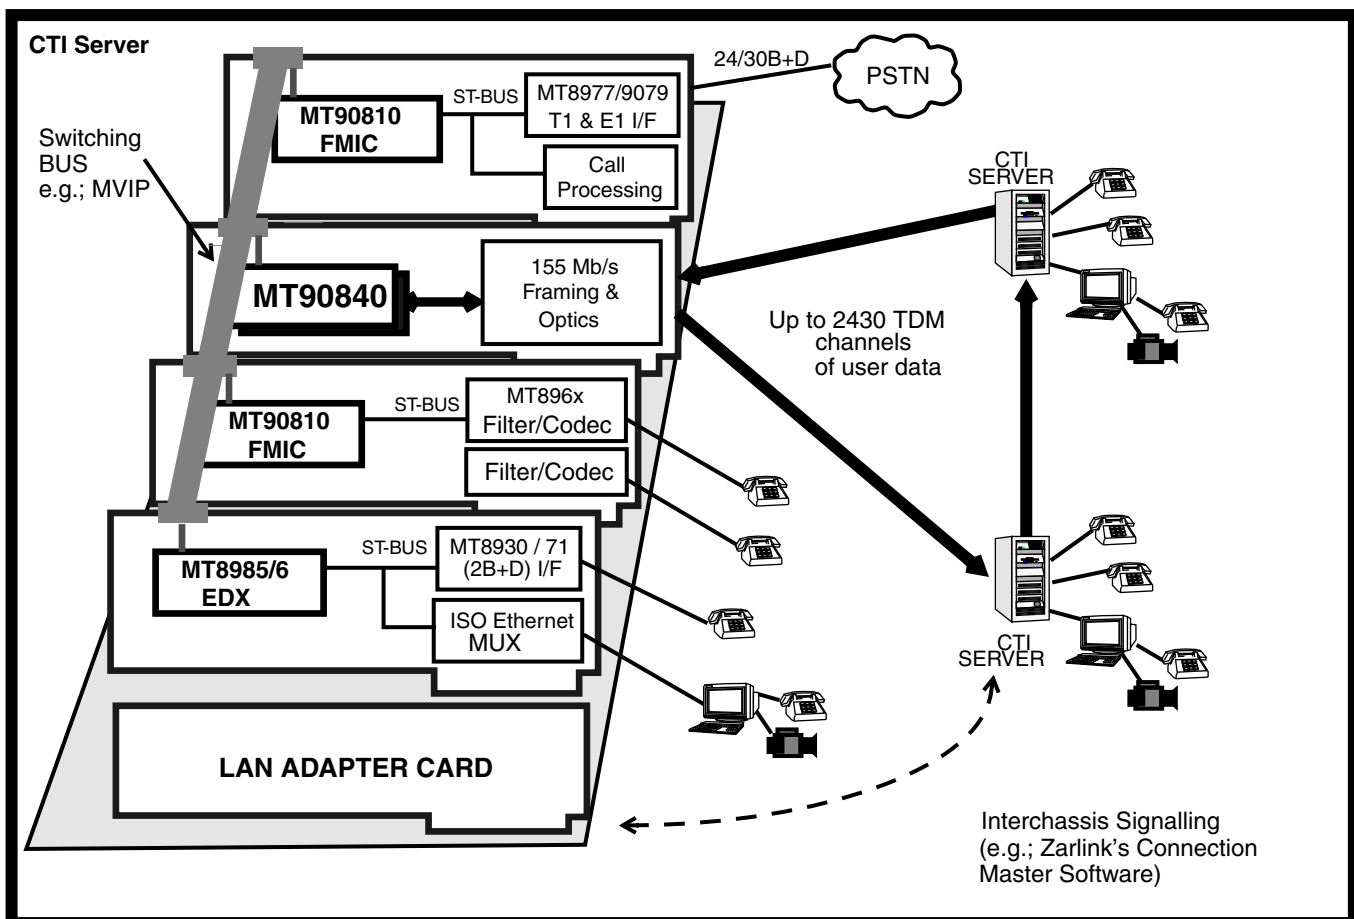 CTI Server
24/30B+D
PSTN
ST-BUS
MT8977/9079
T1 & E1 I/F
MT90810
FMIC
Call
Processing
Switching
BUS
e.g.; MVIP
CTI
SERVER
MT90840
155 Mb/s
Framing &
Optics
Up to 2430 TDM
channels
of user data
MT90810
FMIC
ST-BUS
MT896x
Filter/Codec
Filter/Codec
MT8985/6
EDX
ST-BUS
MT8930 / 71
(2B+D) I/F
ISO Ethernet
MUX
CTI
SERVER
LAN ADAPTER CARD
Interchassis Signalling
(e.g.; Zarlink's Connection
Master Software)